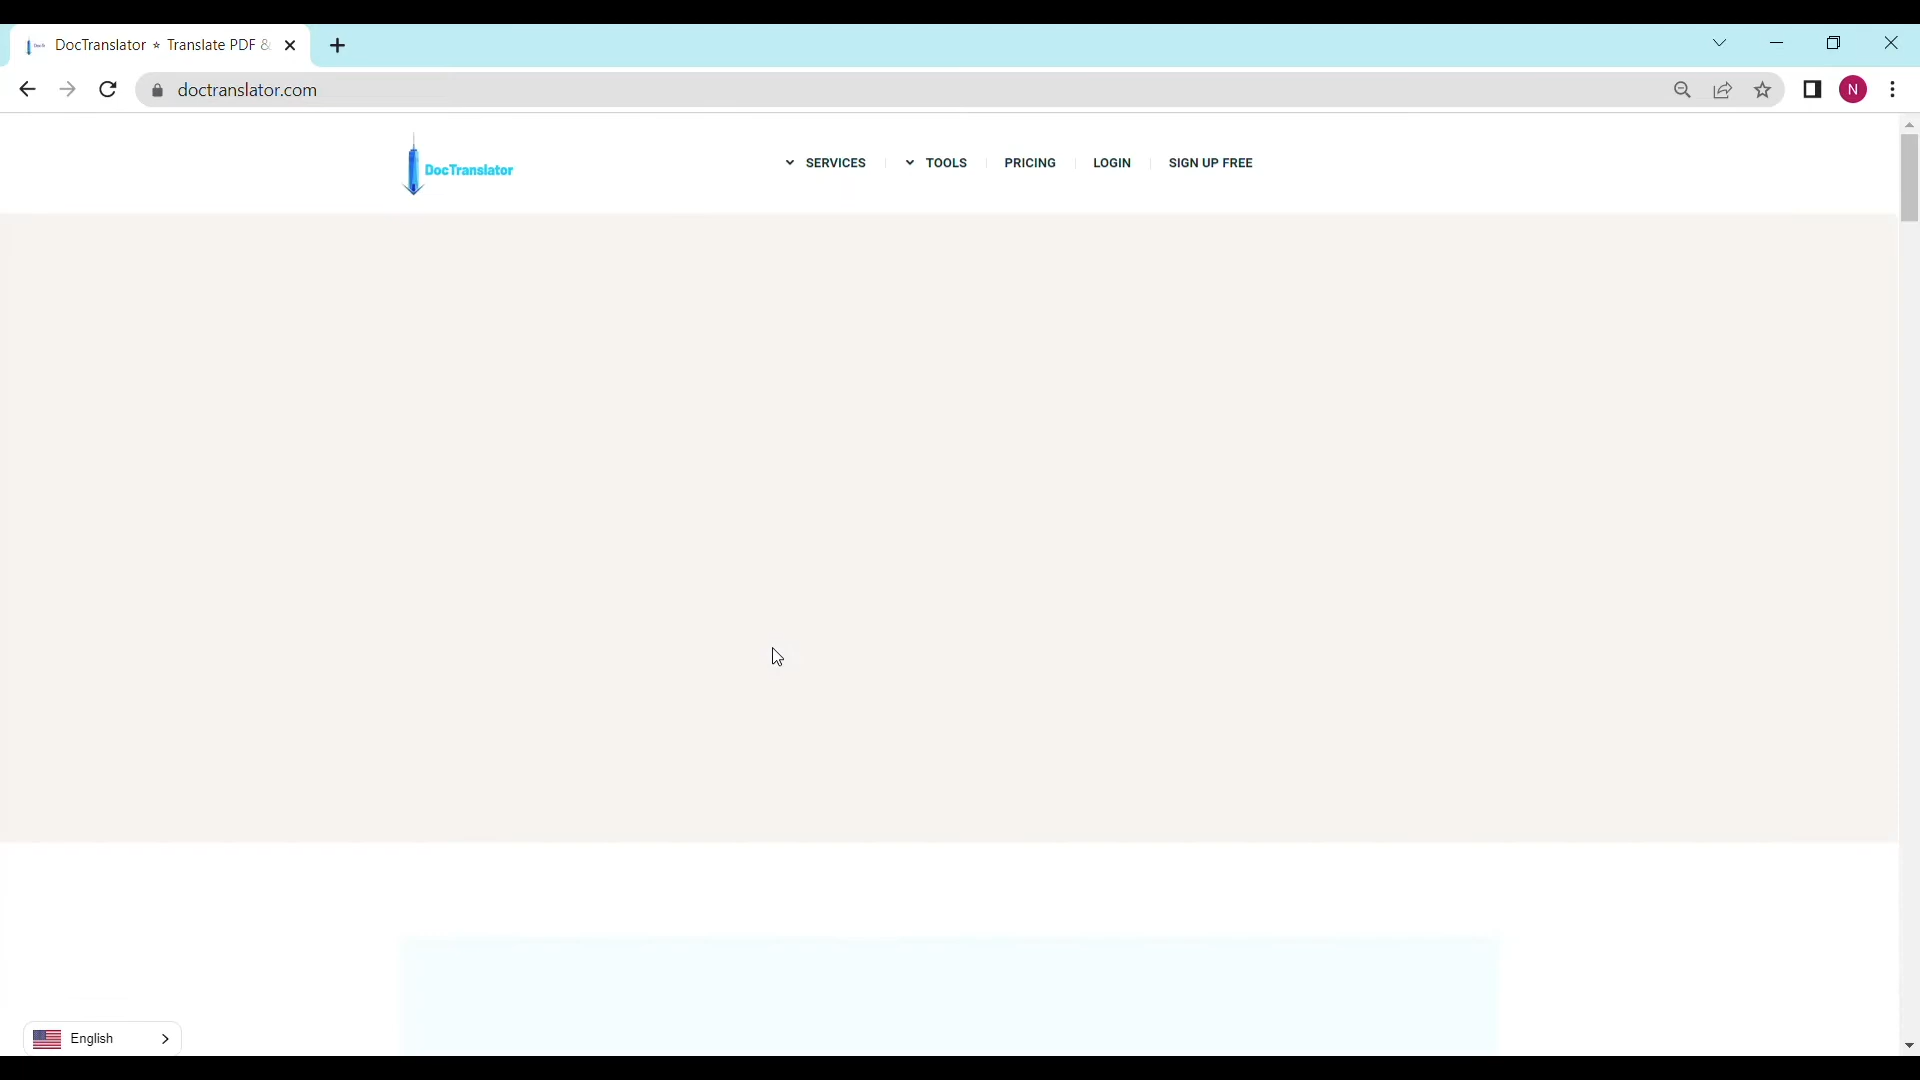 DocTranslator ⭐ Translate PDF &
doctranslator.com
N
DocTranslator
SERVICES
TOOLS
PRICING
LOGIN
SIGN UP FREE
English